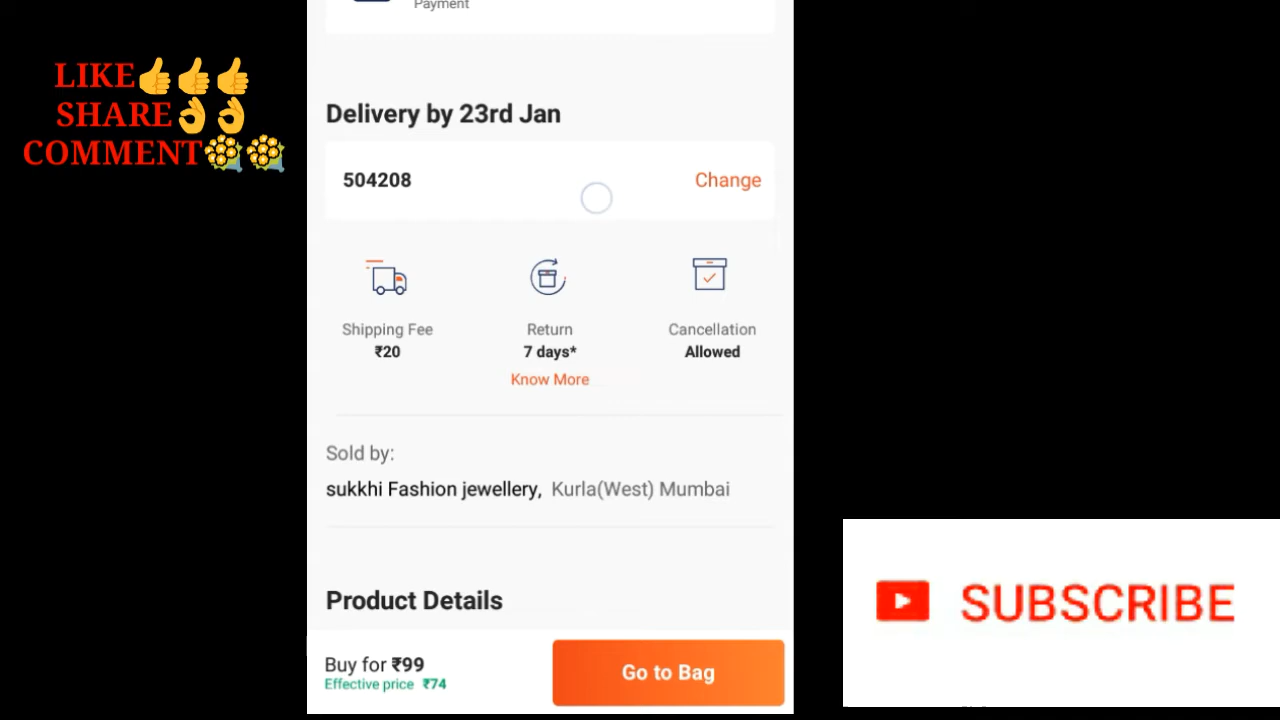 LIKE👍👍👍
SHARE👌👌
COMMENT💐💐
Payment
Delivery by 23rd Jan
504208 Change
Shipping Fee Return Cancellation
₹20 7 days* Allowed
Know More
Sold by:
sukkhi Fashion jewellery, Kurla(West) Mumbai
Product Details
Buy for ₹99
Effective price ₹74
Go to Bag
SUBSCRIBE